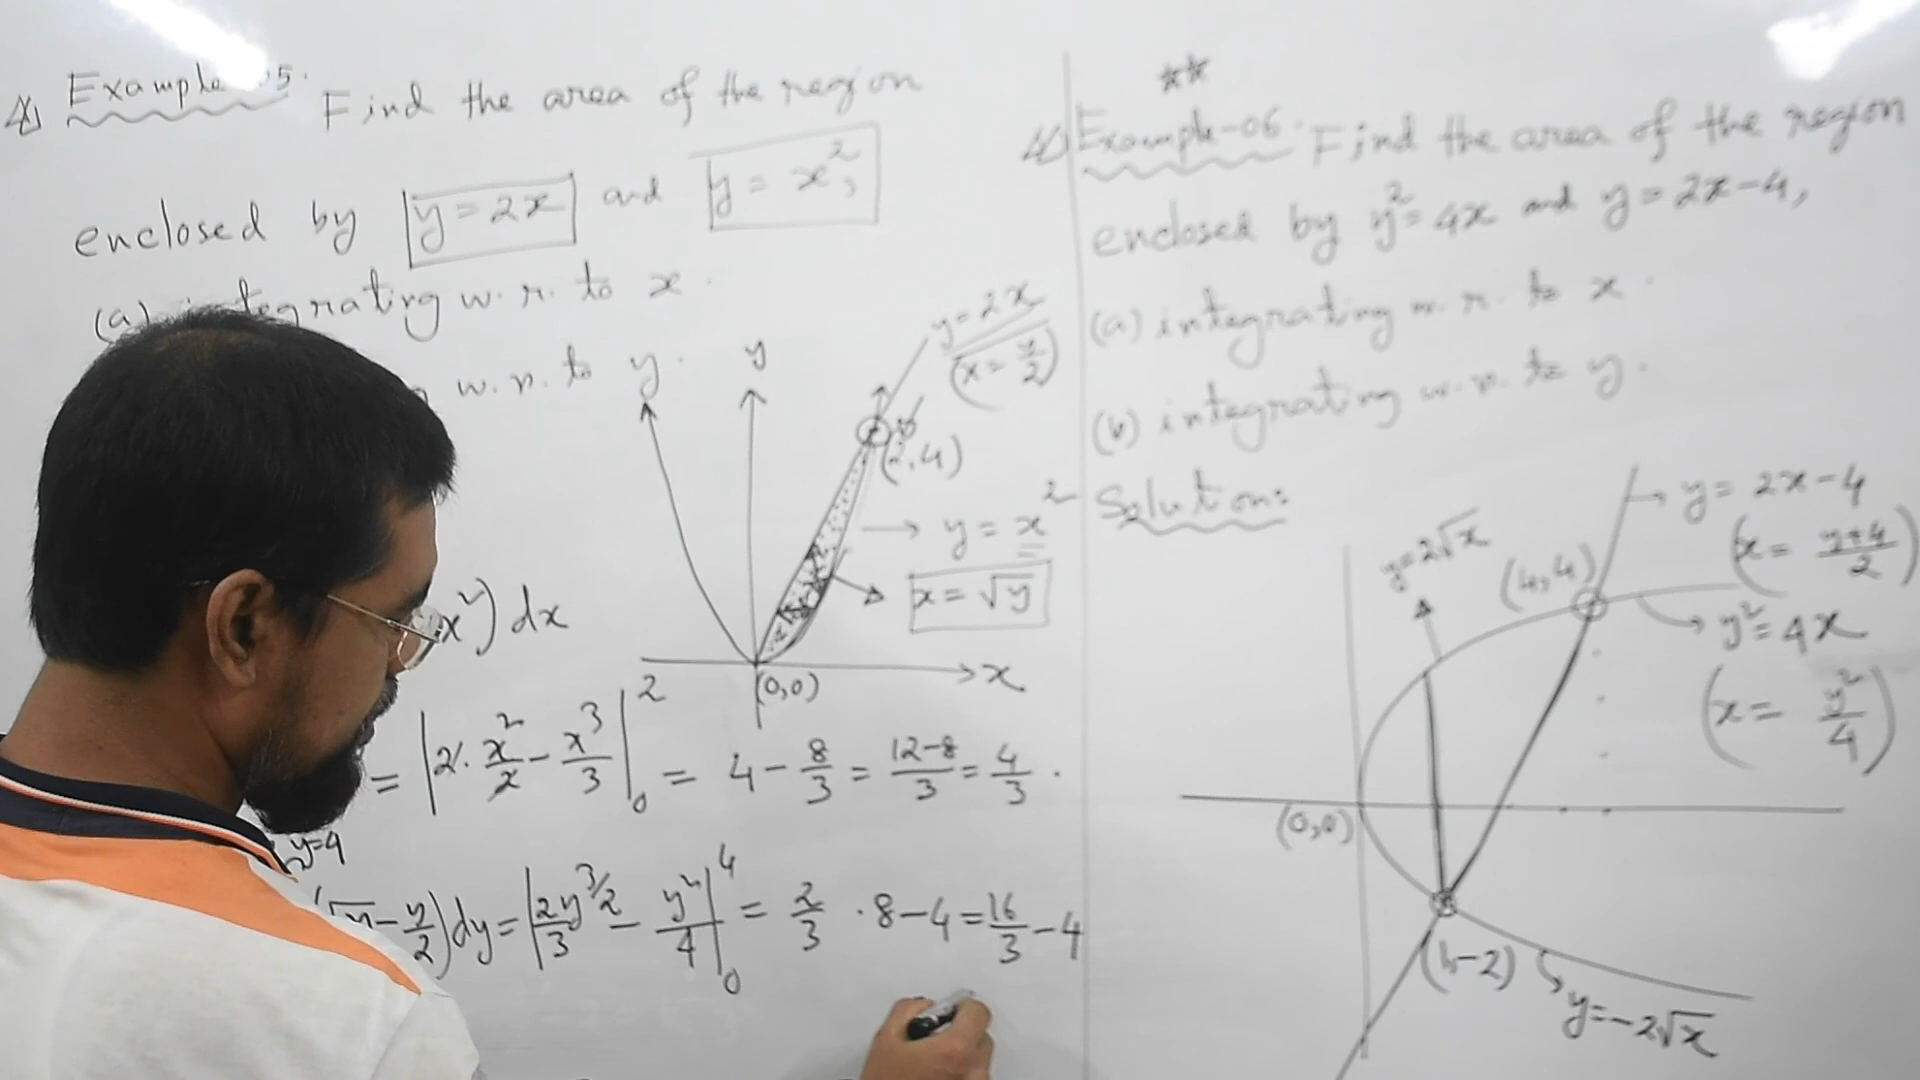 Example 05. Find the area of the region
enclosed by y = 2x and y = x²,
(a) integrating w.r. to x.
w.r. to y.
y
y = 2x
(x = y/2)
(2,4)
→ y = x²
x = √y
(0,0)
x
x²) dx
= |2. x²/2 - x³/3|₀² = 4 - 8/3 = 12-8/3 = 4/3 .
y=4
(√y - y/2) dy = |2y^3/2/3 - y²/4|₀⁴ = 2/3 . 8 - 4 = 16/3 - 4
**
Example-06. Find the area of the region
enclosed by y² = 4x and y = 2x-4,
(a) integrating w.r. to x.
(b) integrating w.r. to y.
Solution:
→ y = 2x-4
(x = y+4/2)
y=2√x
(4,4)
→ y² = 4x
(x = y²/4)
(0,0)
(1,-2)
y = -2√x